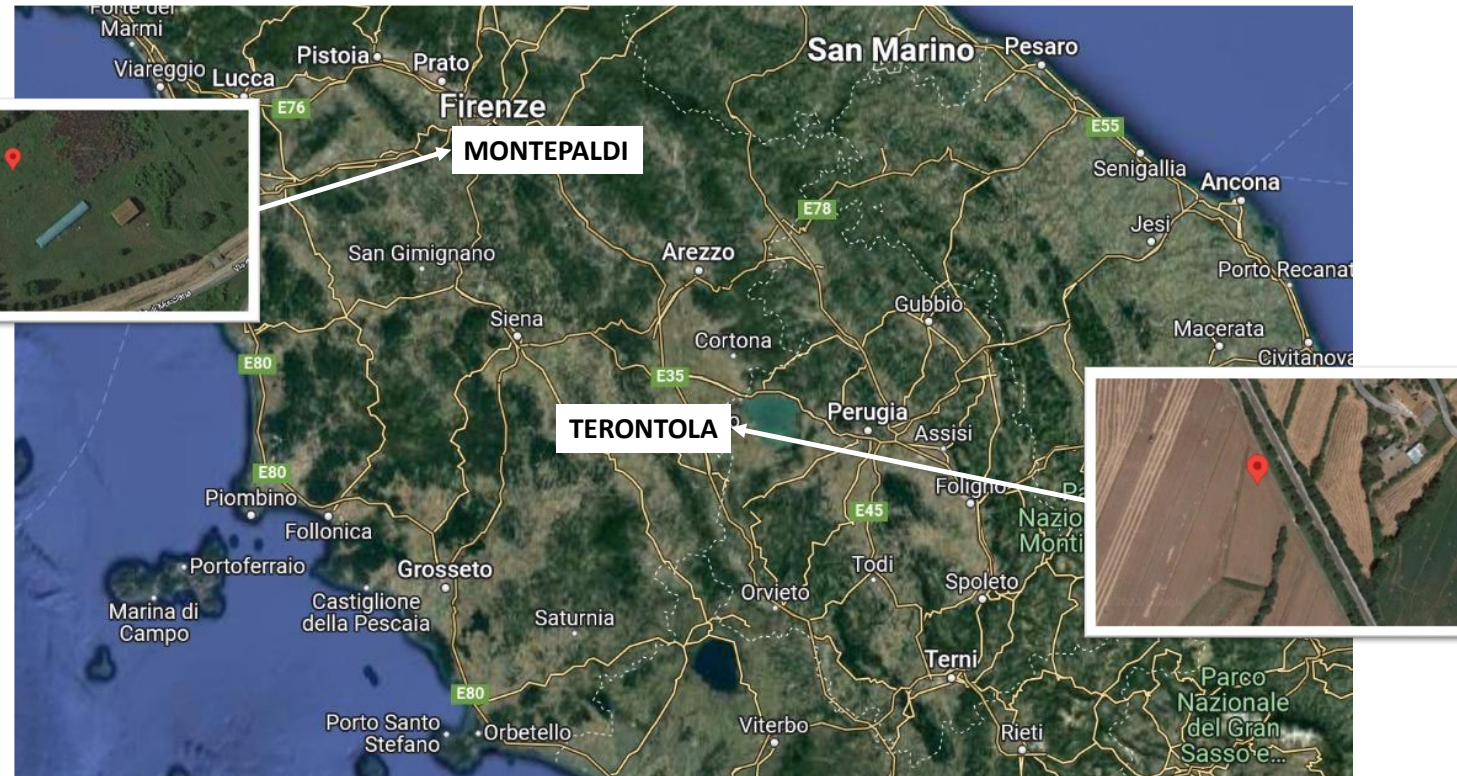 Forte dei
Marmi
Viareggio
Lucca
Pistoia
Prato
Firenze
E76
San Marino
Pesaro
E55
Senigallia
Ancona
MONTEPALDI
E78
Jesi
San Gimignano
Arezzo
Porto Recanat
Siena
Gubbio
Cortona
Macerata
Civitanova
E80
E35
TERONTOLA
Perugia
Assisi
E80
Piombino
Follonica
Foligno
E45
Nazio
Monti
Portoferraio
Grosseto
Todi
Spoleto
Marina di
Campo
Castiglione
della Pescaia
Orvieto
Saturnia
Terni
E80
Parco
Nazionale
del Gran
Sasso e...
Porto Santo
Stefano
Orbetello
Viterbo
Rieti